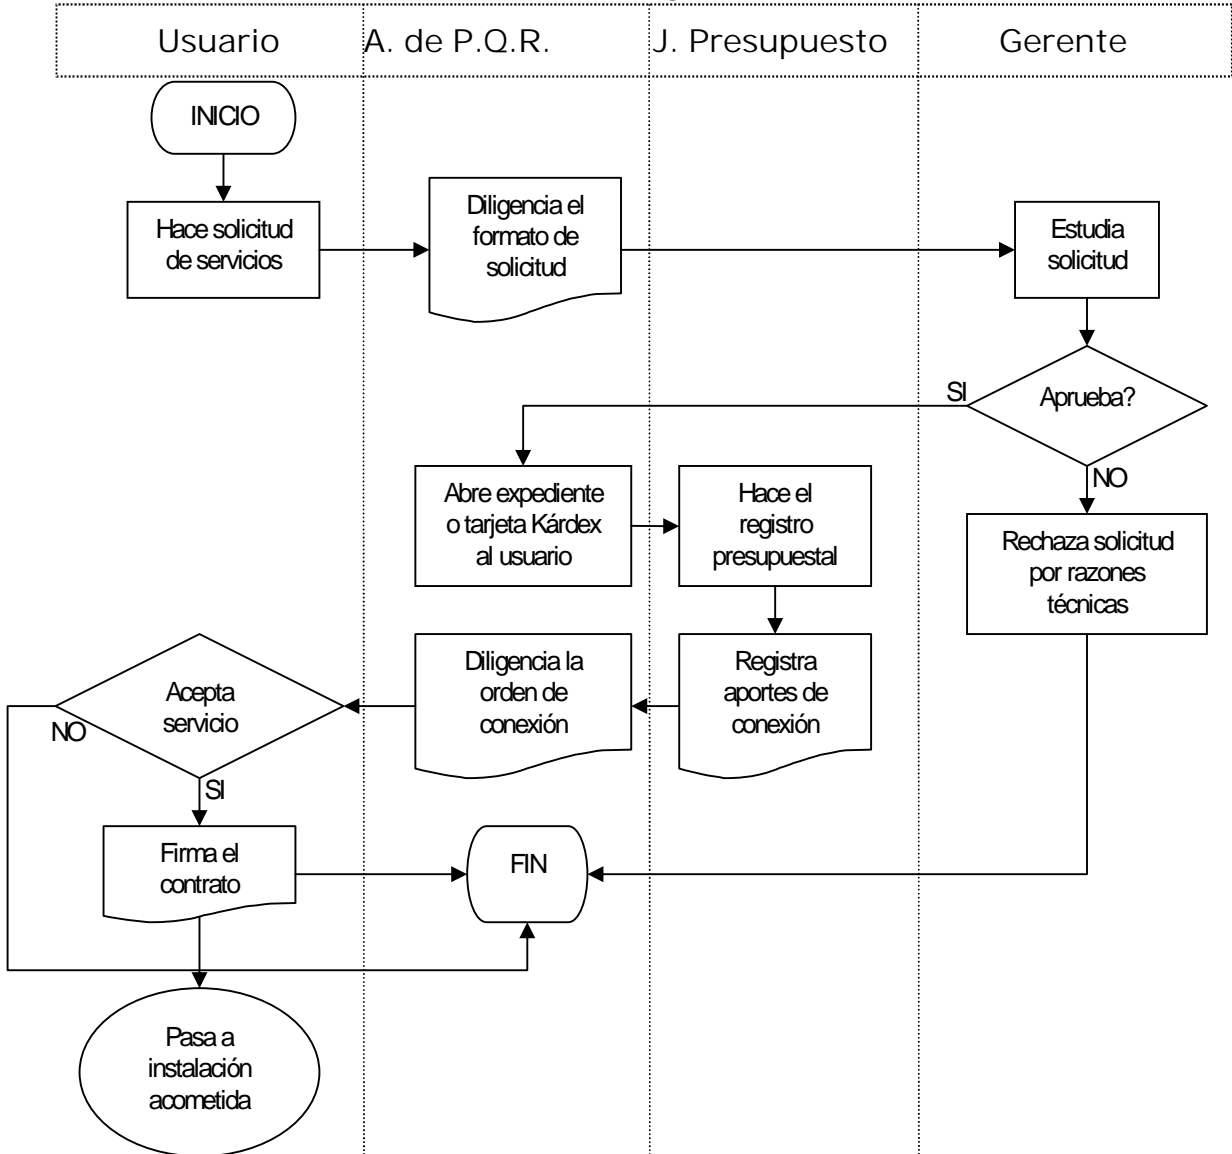 Usuario
A. de P.Q.R.
J. Presupuesto
Gerente
INICIO
Hace solicitud
de servicios
Diligencia el
formato de
solicitud
Estudia
solicitud
SI
Aprueba?
NO
Abre expediente
o tarjeta Kárdex
al usuario
Hace el
registro
presupuestal
Rechaza solicitud
por razones
técnicas
Acepta
servicio
NO
SI
Diligencia la
orden de
conexión
Registra
aportes de
conexión
Firma el
contrato
FIN
Pasa a
instalación
acometida